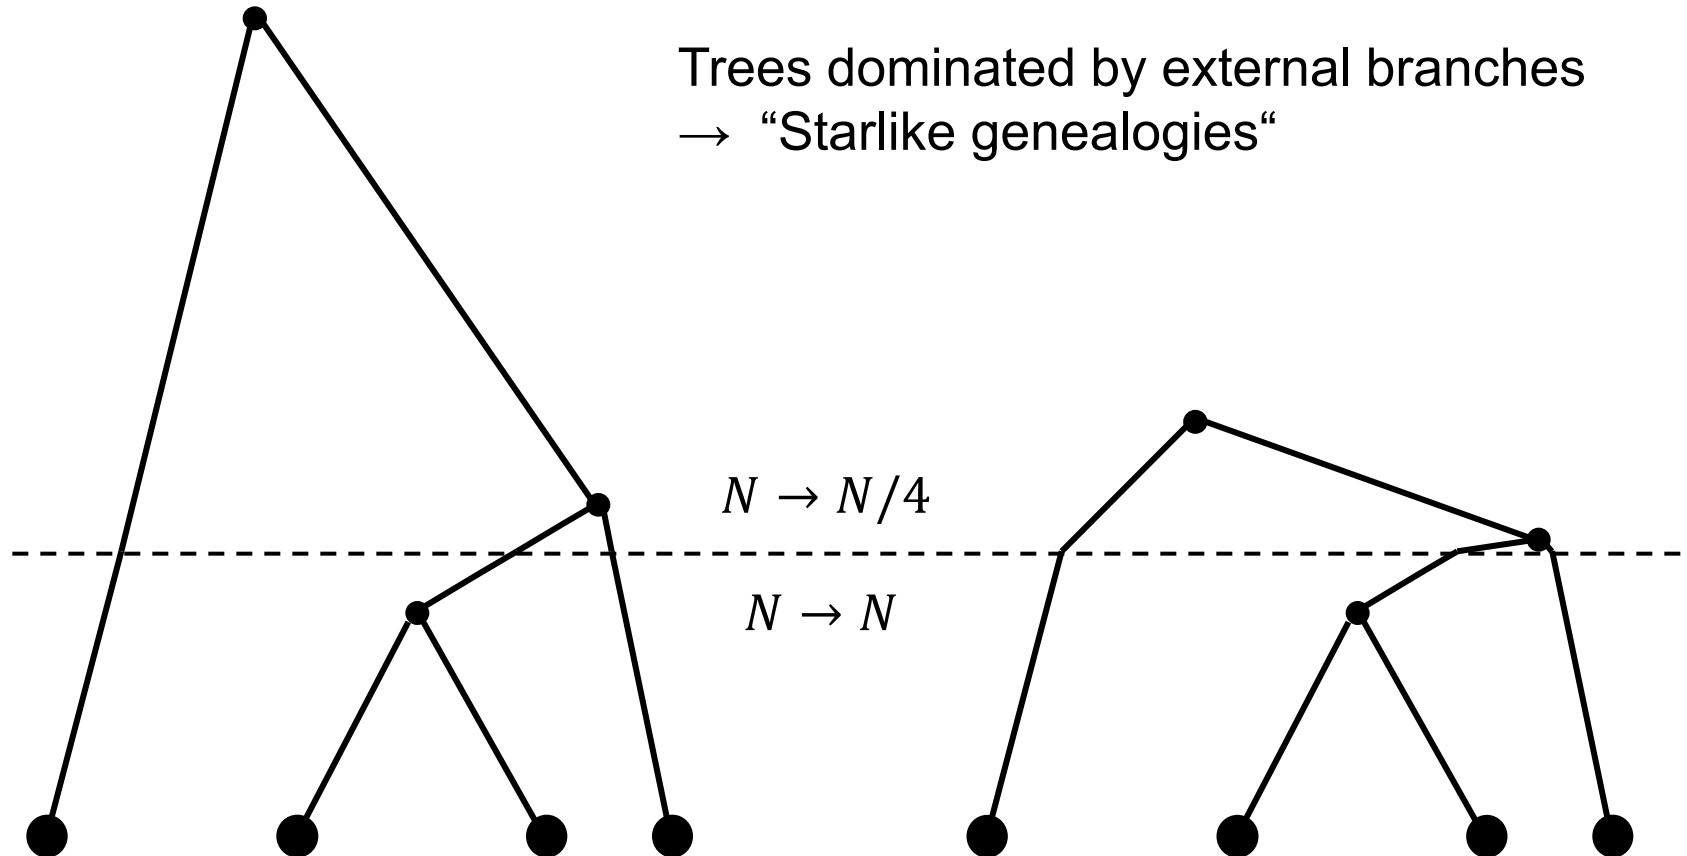 Trees dominated by external branches
→ “Starlike genealogies“
N → N/4
N → N